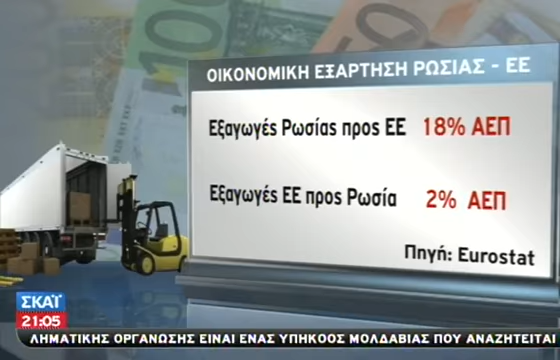 ΟΙΚΟΝΟΜΙΚΗ ΕΞΑΡΤΗΣΗ ΡΩΣΙΑΣ - ΕΕ
Εξαγωγές Ρωσίας προς ΕΕ 18% ΑΕΠ
Εξαγωγές ΕΕ προς Ρωσία 2% ΑΕΠ
Πηγή: Eurostat
ΣΚΑΪ
21:05
ΛΗΜΑΤΙΚΗΣ ΟΡΓΑΝΩΣΗΣ ΕΙΝΑΙ ΕΝΑΣ ΥΠΗΚΟΟΣ ΜΟΛΔΑΒΙΑΣ ΠΟΥ ΑΝΑΖΗΤΕΙΤΑΙ